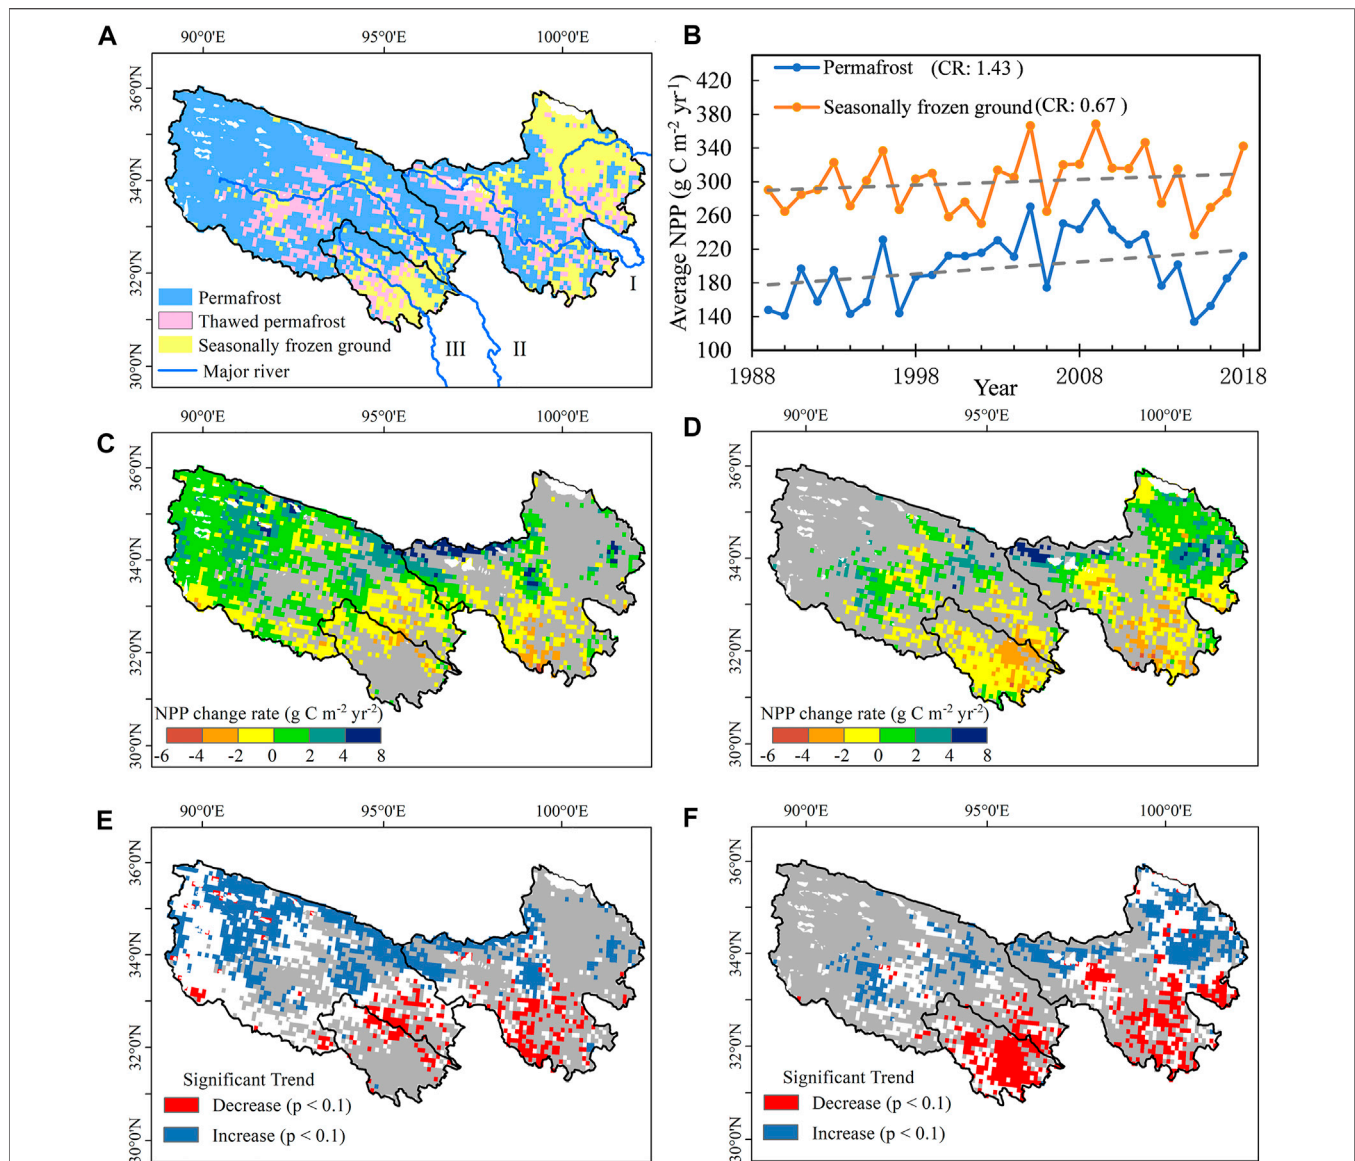 A
90°0'E 95°0'E 100°0'E
36°0'N
34°0'N
32°0'N
30°0'N
Permafrost
Thawed permafrost
Seasonally frozen ground
Major river
I
II
III
B
Average NPP (g C m-2 yr-1)
420
380
340
300
260
220
180
140
100
Permafrost (CR: 1.43 )
Seasonally frozen ground (CR: 0.67 )
1988 1998 2008 2018
Year
C
90°0'E 95°0'E 100°0'E
36°0'N
34°0'N
32°0'N
30°0'N
NPP change rate (g C m-2 yr-2)
-6 -4 -2 0 2 4 8
D
90°0'E 95°0'E 100°0'E
36°0'N
34°0'N
32°0'N
30°0'N
NPP change rate (g C m-2 yr-2)
-6 -4 -2 0 2 4 8
E
90°0'E 95°0'E 100°0'E
36°0'N
34°0'N
32°0'N
30°0'N
Significant Trend
Decrease (p < 0.1)
Increase (p < 0.1)
F
90°0'E 95°0'E 100°0'E
36°0'N
34°0'N
32°0'N
30°0'N
Significant Trend
Decrease (p < 0.1)
Increase (p < 0.1)